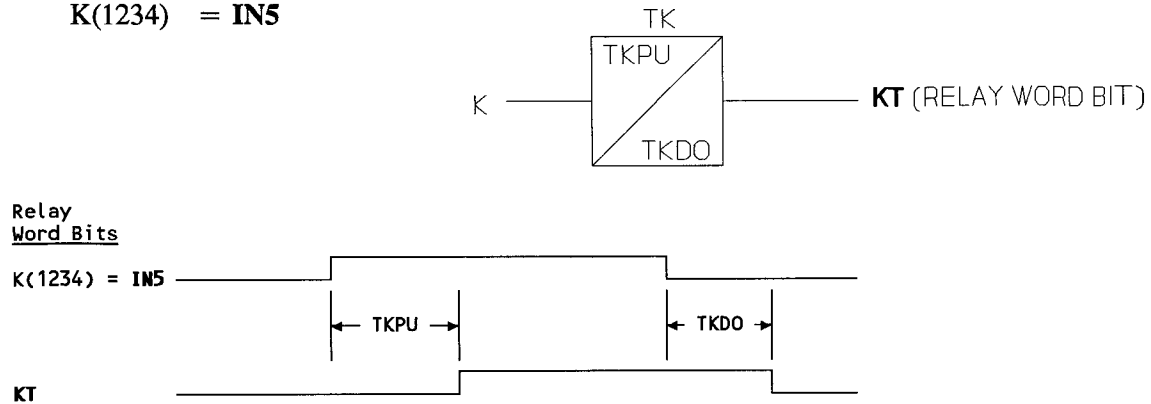 K(1234) = IN5
TK
TKPU
K
KT (RELAY WORD BIT)
TKDO
Relay
Word Bits
K(1234) = IN5
TKPU
TKDO
KT